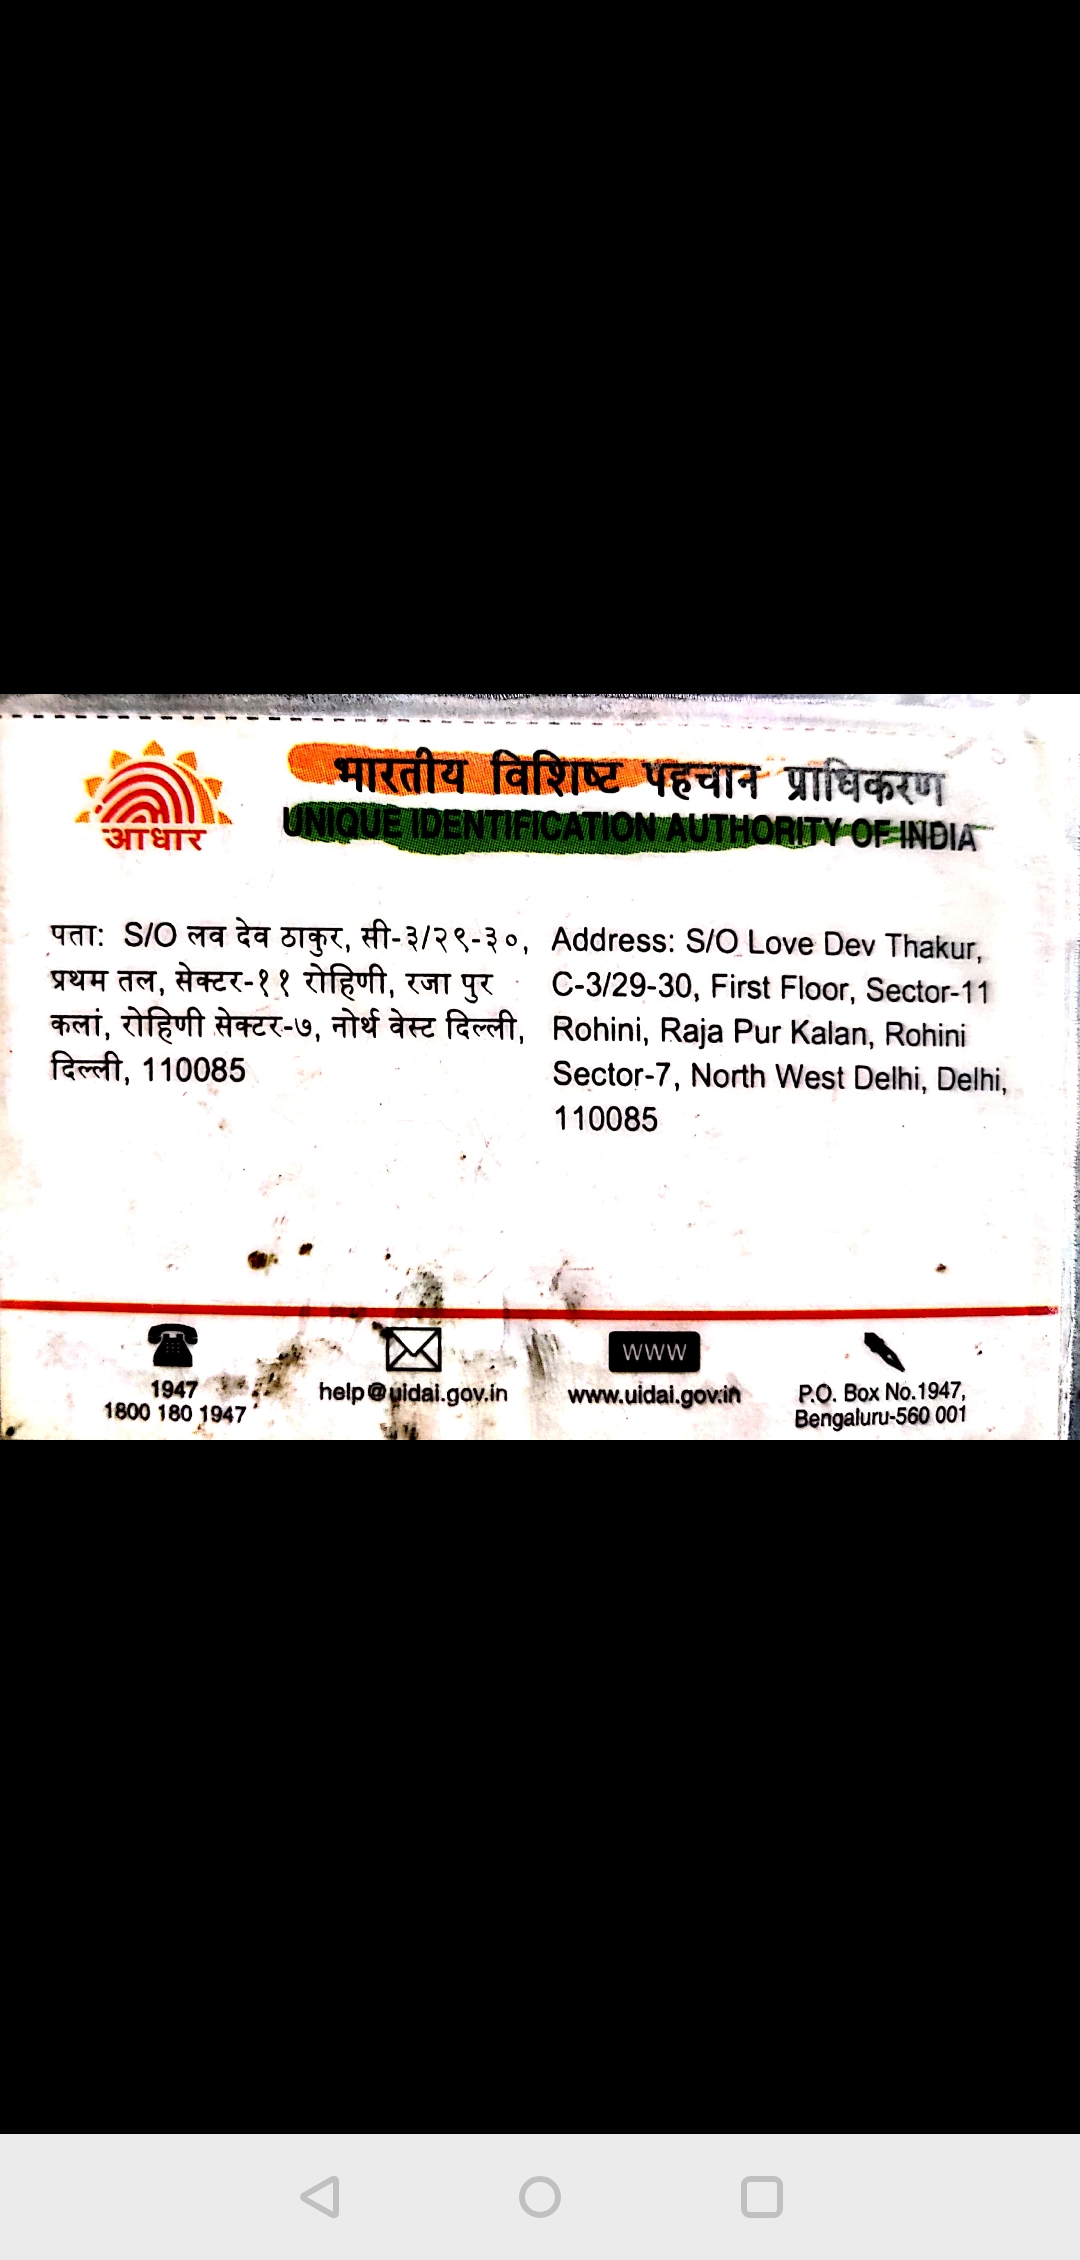 आधार
भारतीय विशिष्ट पहचान प्राधिकरण
UNIQUE IDENTIFICATION AUTHORITY OF INDIA
पता: S/O लव देव ठाकुर, सी-३/२९-३०,
प्रथम तल, सेक्टर-११ रोहिणी, रजा पुर
कलां, रोहिणी सेक्टर-७, नोर्थ वेस्ट दिल्ली,
दिल्ली, 110085
Address: S/O Love Dev Thakur,
C-3/29-30, First Floor, Sector-11
Rohini, Raja Pur Kalan, Rohini
Sector-7, North West Delhi, Delhi,
110085
1947
1800 180 1947
help@uidai.gov.in
WWW
www.uidai.gov.in
P.O. Box No.1947,
Bengaluru-560 001